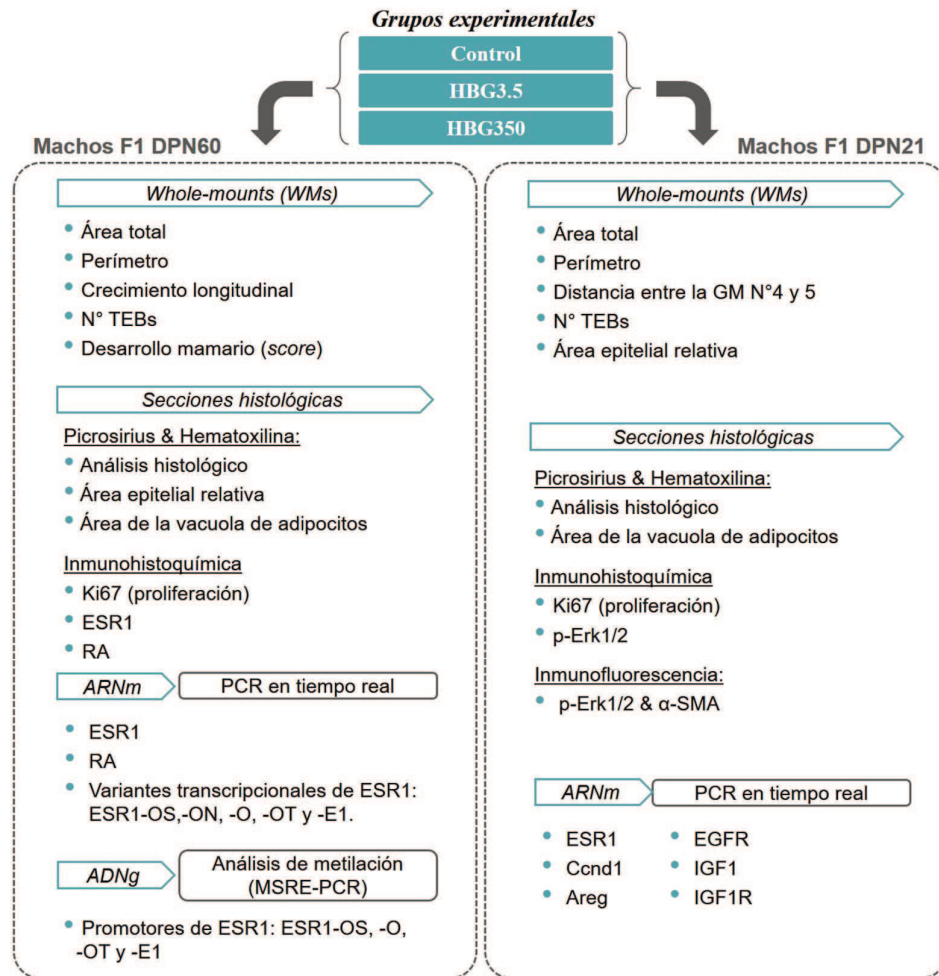 Grupos experimentales
Control
HBG3.5
HBG350
Machos F1 DPN60
Whole-mounts (WMs)
• Área total
• Perímetro
• Crecimiento longitudinal
• N° TEBs
• Desarrollo mamario (score)
Secciones histológicas
Picrosirius & Hematoxilina:
• Análisis histológico
• Área epitelial relativa
• Área de la vacuola de adipocitos
Inmunohistoquímica
• Ki67 (proliferación)
• ESR1
• RA
ARNm
PCR en tiempo real
• ESR1
• RA
• Variantes transcripcionales de ESR1:
ESR1-OS,-ON, -O, -OT y -E1.
ADNg
Análisis de metilación
(MSRE-PCR)
• Promotores de ESR1: ESR1-OS, -O,
-OT y -E1
Machos F1 DPN21
Whole-mounts (WMs)
• Área total
• Perímetro
• Distancia entre la GM N°4 y 5
• N° TEBs
• Área epitelial relativa
Secciones histológicas
Picrosirius & Hematoxilina:
• Análisis histológico
• Área de la vacuola de adipocitos
Inmunohistoquímica
• Ki67 (proliferación)
• p-Erk1/2
Inmunofluorescencia:
• p-Erk1/2 & α-SMA
ARNm
PCR en tiempo real
• ESR1
• Ccnd1
• Areg
• EGFR
• IGF1
• IGF1R